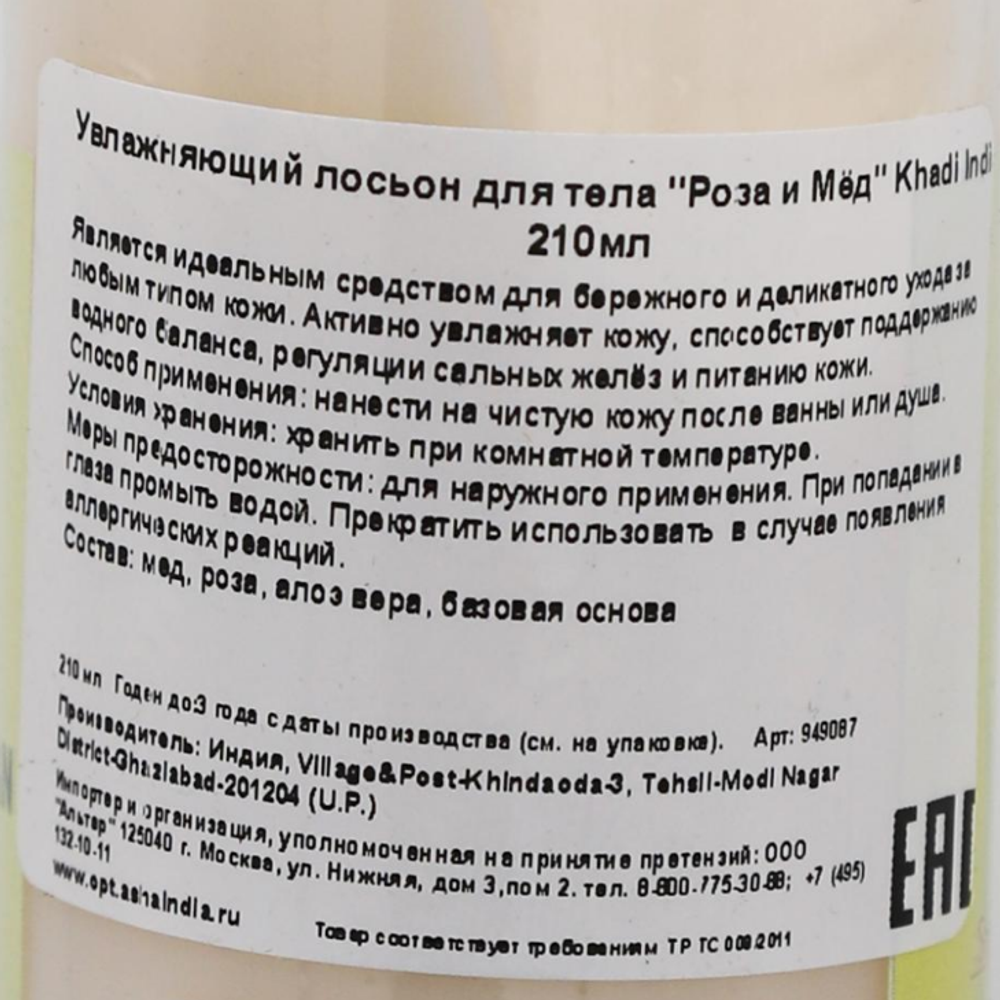 Увлажняющий лосьон для тела "Роза и Мёд" Khadi Indi
210мл
Является идеальным средством для бережного и деликатного ухода за
любым типом кожи. Активно увлажняет кожу, способствует поддержанию
водного баланса, регуляции сальных желёз и питанию кожи.
Способ применения: нанести на чистую кожу после ванны или душа.
Условия хранения: хранить при комнатной температуре.
Меры предосторожности: для наружного применения. При попадании в
глаза промыть водой. Прекратить использовать в случае появления
аллергических реакций.
Состав: мед, роза, алоэ вера, базовая основа
210 мл Годен до:3 года с даты производства (см. на упаковке). Арт: 949087
Производитель: Индия, Village&Post-Khindaoda-3, Tehsil-Modi Nagar
District-Ghaziabad-201204 (U.P.)
Импортер и организация, уполномоченная на принятие претензий: ООО
"Альтер" 125040 г. Москва, ул. Нижняя, дом 3,пом 2. тел. 8-800-775-30-88; +7 (495)
132-10-11
www.opt.ashaindia.ru
Товар соответствует требованиям ТР ТС 009/2011
EAC